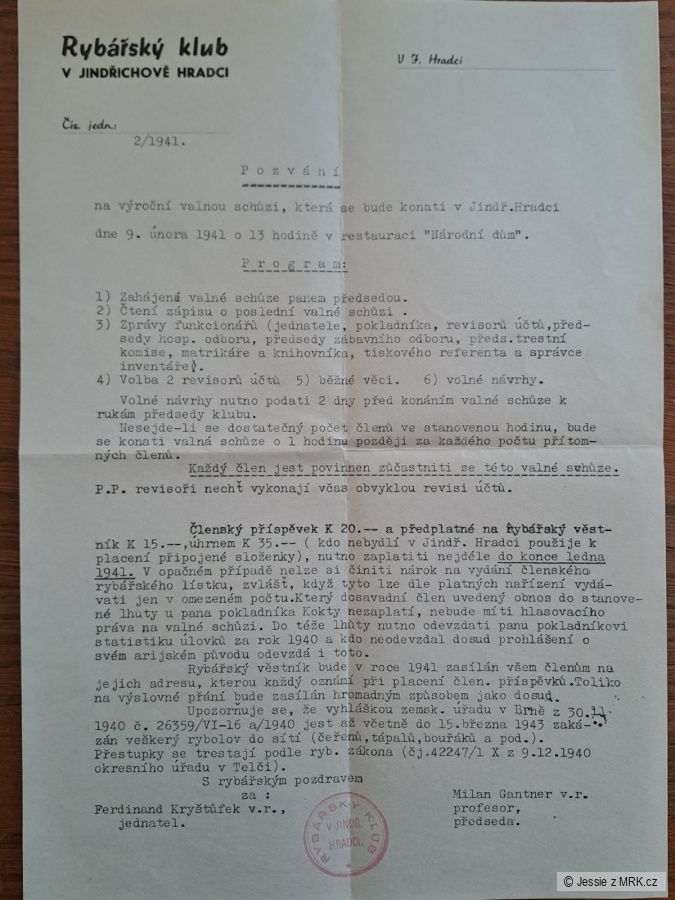 Rybářský klub
V JINDŘICHOVĚ HRADCI
V J. Hradci
Čís. jedn.:
2/1941.
Pozvání
na výroční valnou schůzi, která se bude konati v Jindř.Hradci
dne 9. února 1941 o 13 hodině v restauraci "Národní dům".
Program:
1) Zahájení valné schůze panem předsedou.
2) Čtení zápisu o poslední valné schůzi .
3) Zprávy funkcionářů (jednatele, pokladníka, revisorů účtů,před-
sedy hosp. odboru, předsedy zábavního odboru, předs.trestní
komise, matrikáře a knihovníka, tiskového referenta a správce
inventáře).
4) Volba 2 revisorů účtů 5) běžné věci. 6) volné návrhy.
Volné návrhy nutno podati 2 dny před konáním valné schůze k
rukám předsedy klubu.
Nesejde-li se dostatečný počet členů ve stanovenou hodinu, bude
se konati valná schůze o 1 hodinu později za každého počtu přítom-
ných členů.
Každý člen jest povinnen zúčastniti se této valné schůze.
P.P. revisoři nechť vykonají včas obvyklou revisi účtů.
Členský příspěvek K 20.-- a předplatné na Rybářský věst-
ník K 15.--,úhrnem K 35.-- ( kdo nebydlí v Jindř. Hradci použije k
placení připojené složenky), nutno zaplatiti nejdéle do konce ledna
1941. V opačném případě nelze si činiti nárok na vydání členského
rybářského lístku, zvlášť, když tyto lze dle platných nařízení vydá-
vati jen v omezeném počtu.Který dosavadní člen uvedený obnos do stanove-
né lhůty u pana pokladníka Kokty nezaplatí, nebude míti hlasovacího
práva na valné schůzi. Do téže lhůty nutno odevzdati panu pokladníkovi
statistiku úlovků za rok 1940 a kdo neodevzdal dosud prohlášení o
svém arijském původu odevzdá i toto.
Rybářský věstník bude v roce 1941 zasílán všem členům na
jejich adresu, kterou každý oznámí při placení člen. příspěvků.Toliko
na výslovné přání bude zasílán hromadným způsobem jako dosud.
Upozorňuje se, že vyhláškou zemsk. úřadu v Brně z 30.11
1940 č. 26359/VI-16 a/1940 jest až včetně do 15.března 1943 zaká-
zán veškerý rybolov do sítí (čeřenů,tápalů,bouřáků a pod.).
Přestupky se trestají podle ryb. zákona (čj.42247/1 X z 9.12.1940
okresního úřadu v Telči).
S rybářským pozdravem
za :
Ferdinand Kryštůfek v.r.,
jednatel.
Milan Gantner v.r.
profesor,
předseda.
RYBÁŘSKÝ KLUB
V JINDŘ.
HRADCI.
© Jessie z MRK.cz